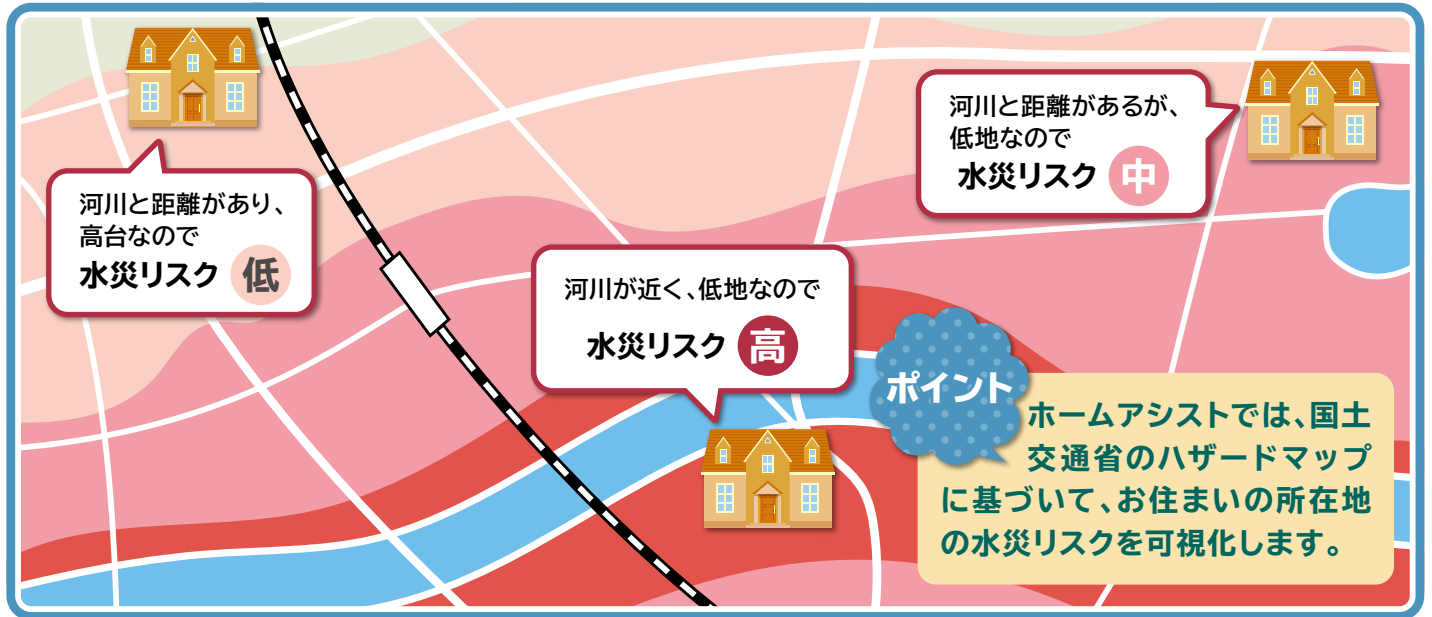 河川と距離があり、
高台なので
水災リスク 低
河川が近く、低地なので
水災リスク 高
河川と距離があるが、
低地なので
水災リスク 中
ポイント
ホームアシストでは、国土
交通省のハザードマップ
に基づいて、お住まいの所在地
の水災リスクを可視化します。